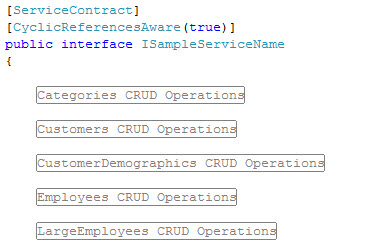 [ServiceContract]
[CyclicReferencesAware(true)]
public interface ISampleServiceName
{
Categories CRUD Operations
Customers CRUD Operations
CustomerDemographics CRUD Operations
Employees CRUD Operations
LargeEmployees CRUD Operations